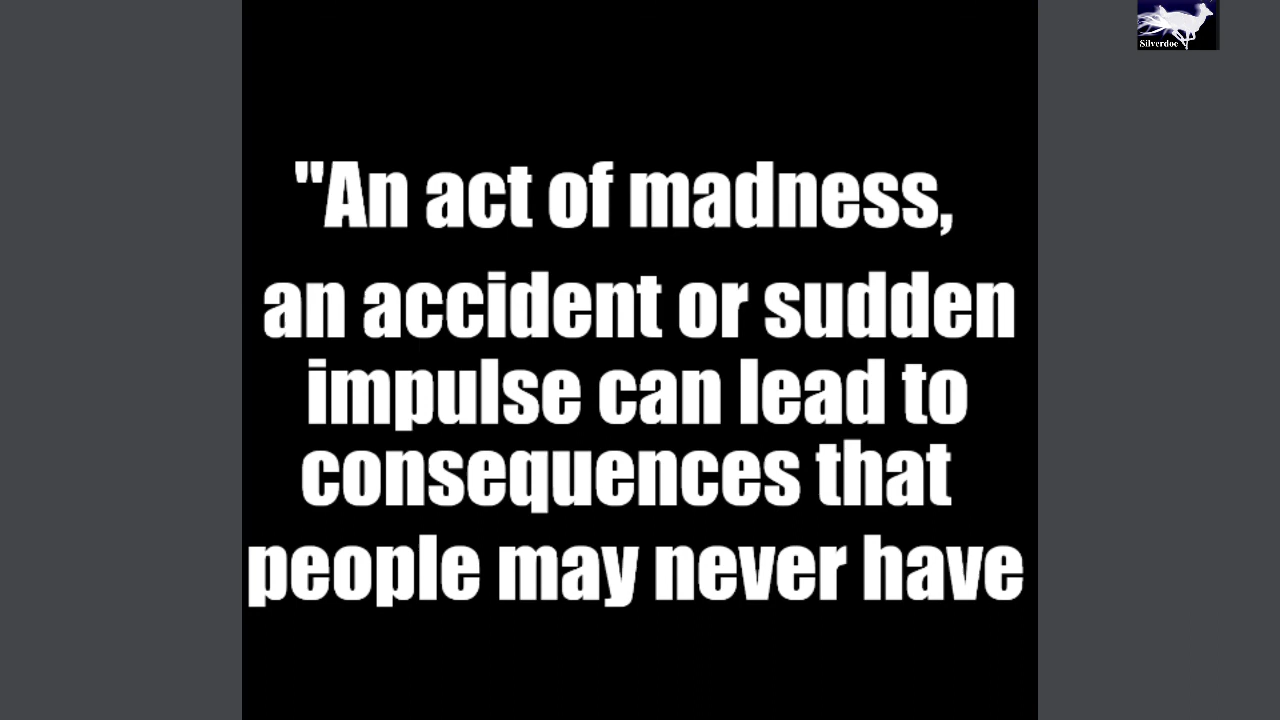 Silverdoe
"An act of madness,
an accident or sudden
impulse can lead to
consequences that
people may never have